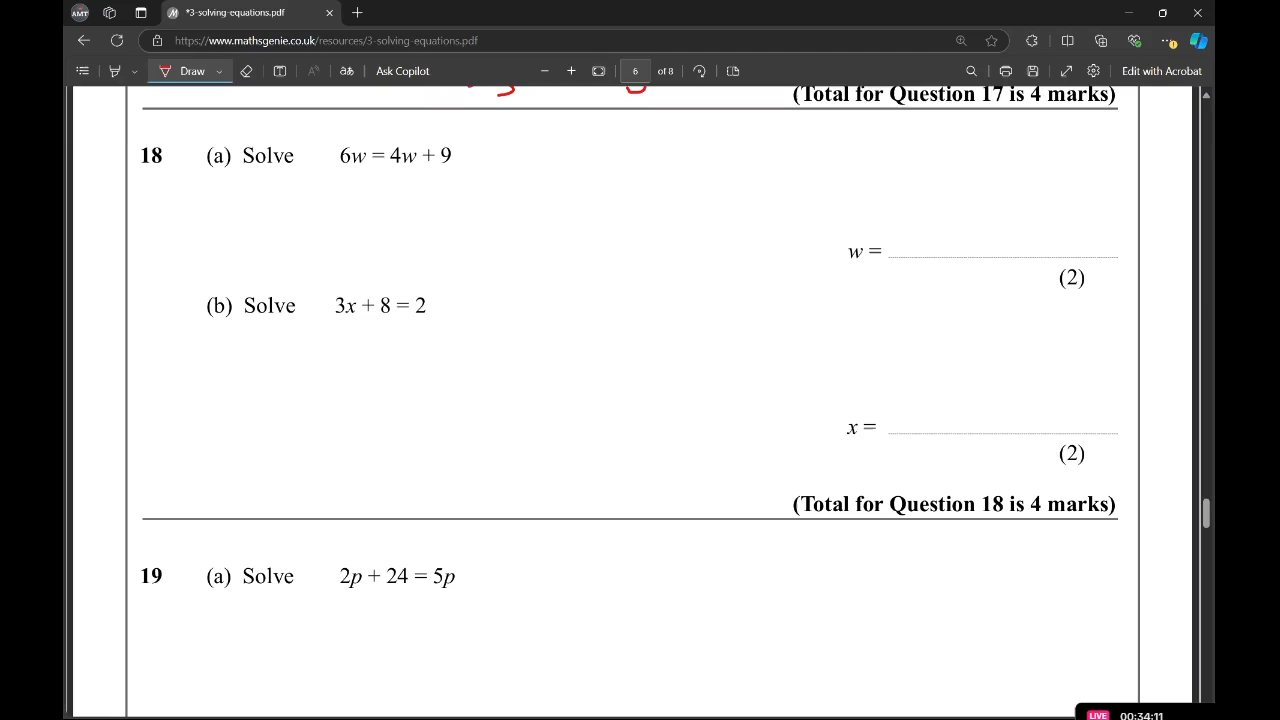 AMT
*3-solving-equations.pdf
https://www.mathsgenie.co.uk/resources/3-solving-equations.pdf
Draw
Ask Copilot
6 of 8
Edit with Acrobat
(Total for Question 17 is 4 marks)
18 (a) Solve 6w = 4w + 9
w =
(2)
(b) Solve 3x + 8 = 2
x =
(2)
(Total for Question 18 is 4 marks)
19 (a) Solve 2p + 24 = 5p
LIVE 00:34:11